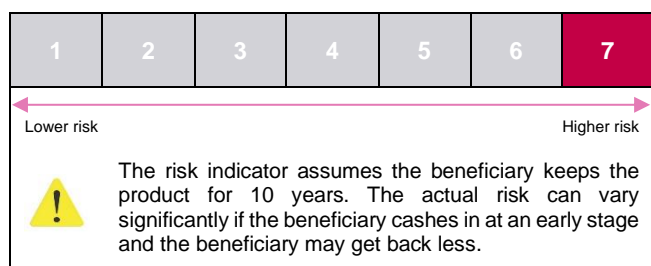 1 2 3 4 5 6 7
Lower risk Higher risk
!
The risk indicator assumes the beneficiary keeps the
product for 10 years. The actual risk can vary
significantly if the beneficiary cashes in at an early stage
and the beneficiary may get back less.